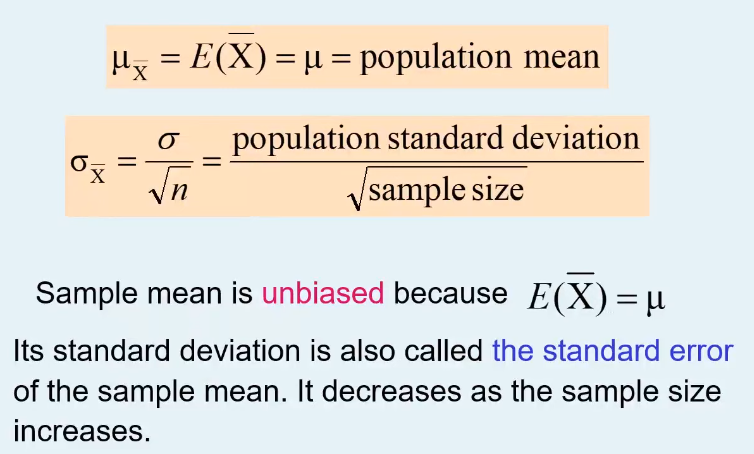 μ_X̄ = E(X̄) = μ = population mean
σ_X̄ = σ/√n = population standard deviation/√sample size
Sample mean is unbiased because E(X̄) = μ
Its standard deviation is also called the standard error
of the sample mean. It decreases as the sample size
increases.